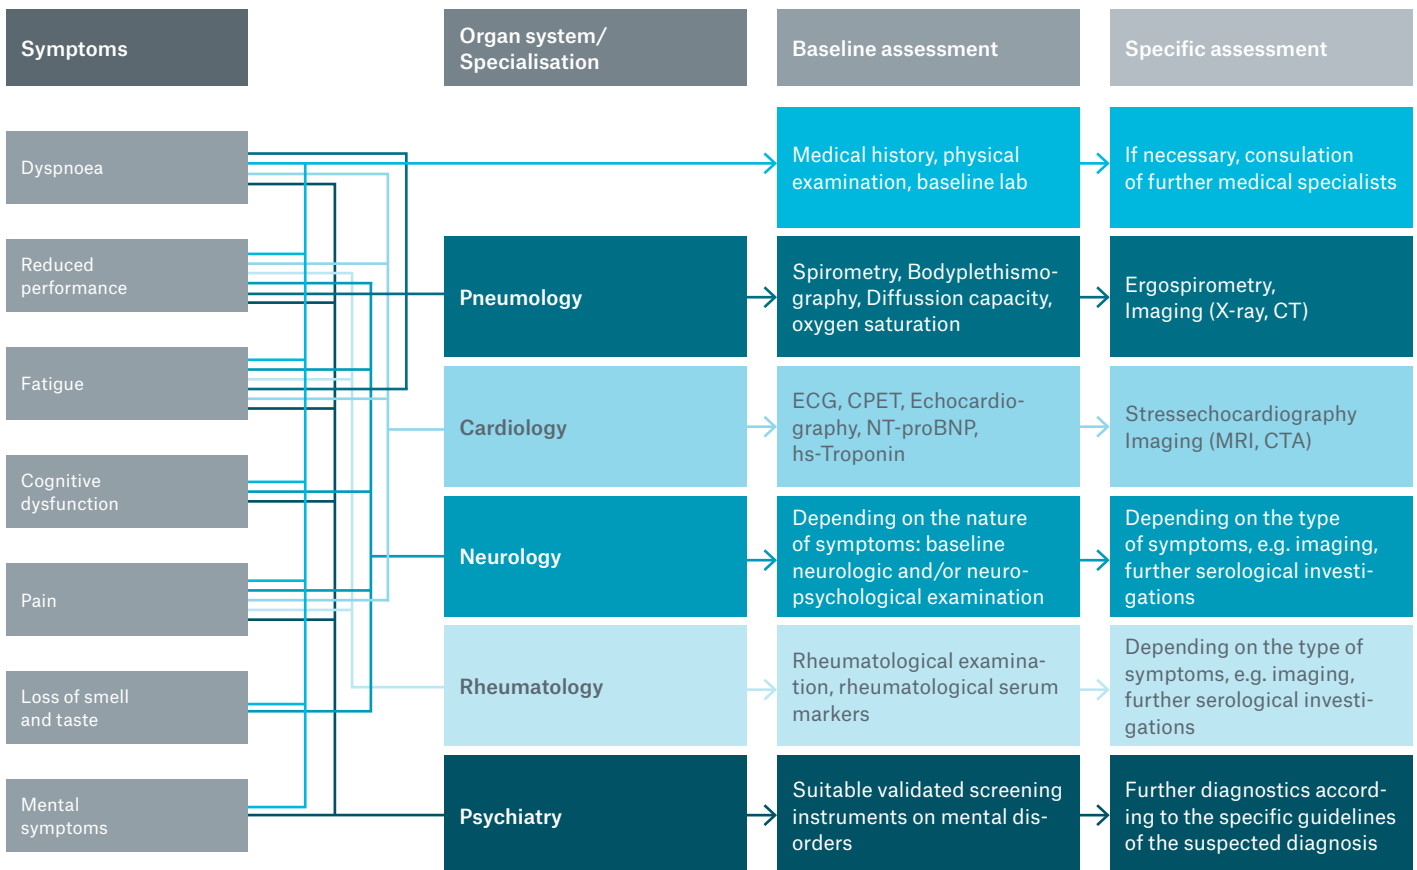 Symptoms
Organ system/
Specialisation
Baseline assessment
Specific assessment
Dyspnoea
Medical history, physical
examination, baseline lab
If necessary, consulation
of further medical specialists
Reduced
performance
Pneumology
Spirometry, Bodyplethismo-
graphy, Diffussion capacity,
oxygen saturation
Ergospirometry,
Imaging (X-ray, CT)
Fatigue
Cardiology
ECG, CPET, Echocardio-
graphy, NT-proBNP,
hs-Troponin
Stressechocardiography
Imaging (MRI, CTA)
Cognitive
dysfunction
Neurology
Depending on the nature
of symptoms: baseline
neurologic and/or neuro-
psychological examination
Depending on the type
of symptoms, e.g. imaging,
further serological investi-
gations
Pain
Rheumatology
Rheumatological examina-
tion, rheumatological serum
markers
Depending on the type of
symptoms, e.g. imaging,
further serological investi-
gations
Loss of smell
and taste
Mental
symptoms
Psychiatry
Suitable validated screening
instruments on mental dis-
orders
Further diagnostics accord-
ing to the specific guidelines
of the suspected diagnosis